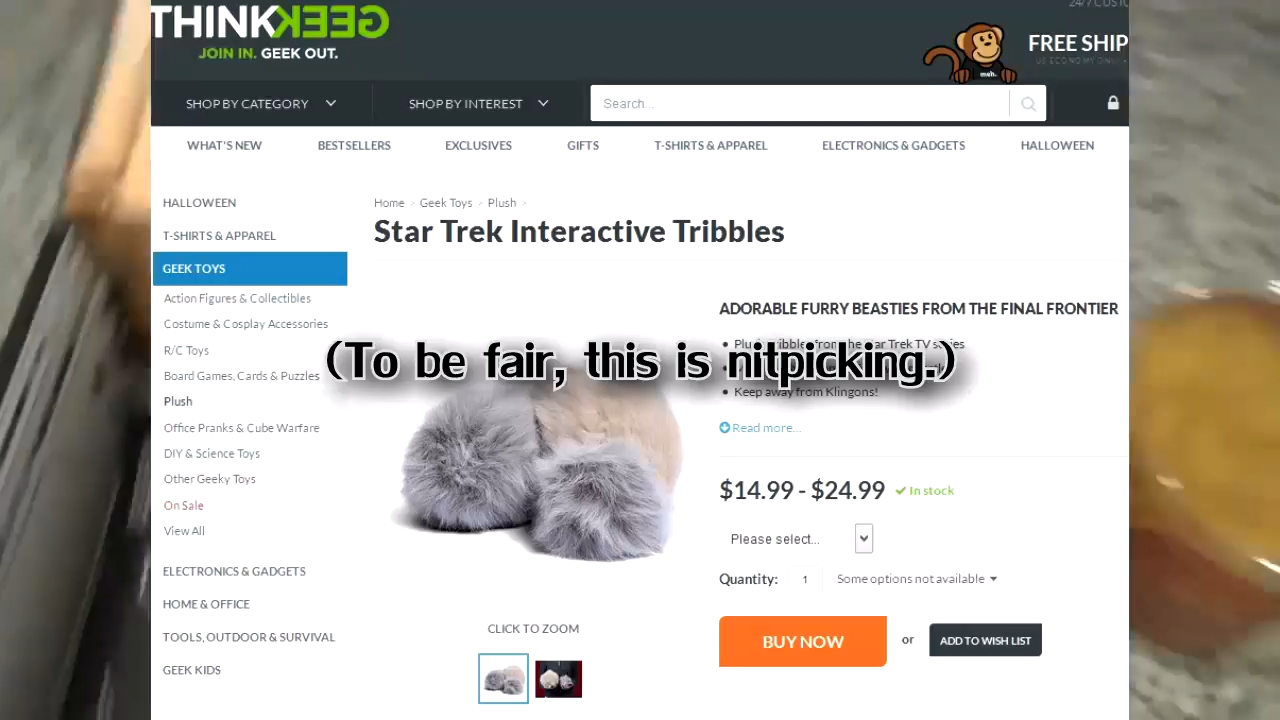 24/7 CUST
THINKGEEK
JOIN IN. GEEK OUT.
FREE SHIP
meh.
SHOP BY CATEGORY
SHOP BY INTEREST
Search...
WHAT'S NEW
BESTSELLERS
EXCLUSIVES
GIFTS
T-SHIRTS & APPAREL
ELECTRONICS & GADGETS
HALLOWEEN
HALLOWEEN
T-SHIRTS & APPAREL
GEEK TOYS
Action Figures & Collectibles
Costume & Cosplay Accessories
R/C Toys
Board Games, Cards & Puzzles
Plush
Office Pranks & Cube Warfare
DIY & Science Toys
Other Geeky Toys
On Sale
View All
ELECTRONICS & GADGETS
HOME & OFFICE
TOOLS, OUTDOOR & SURVIVAL
GEEK KIDS
Home > Geek Toys > Plush >
Star Trek Interactive Tribbles
ADORABLE FURRY BEASTIES FROM THE FINAL FRONTIER
(To be fair, this is nitpicking.)
• Keep away from Klingons!
Read more...
$14.99 - $24.99 In stock
Please select...
Quantity: 1 Some options not available
CLICK TO ZOOM
BUY NOW or ADD TO WISH LIST